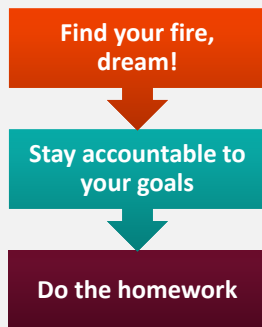 Find your fire,
dream!
Stay accountable to
your goals
Do the homework